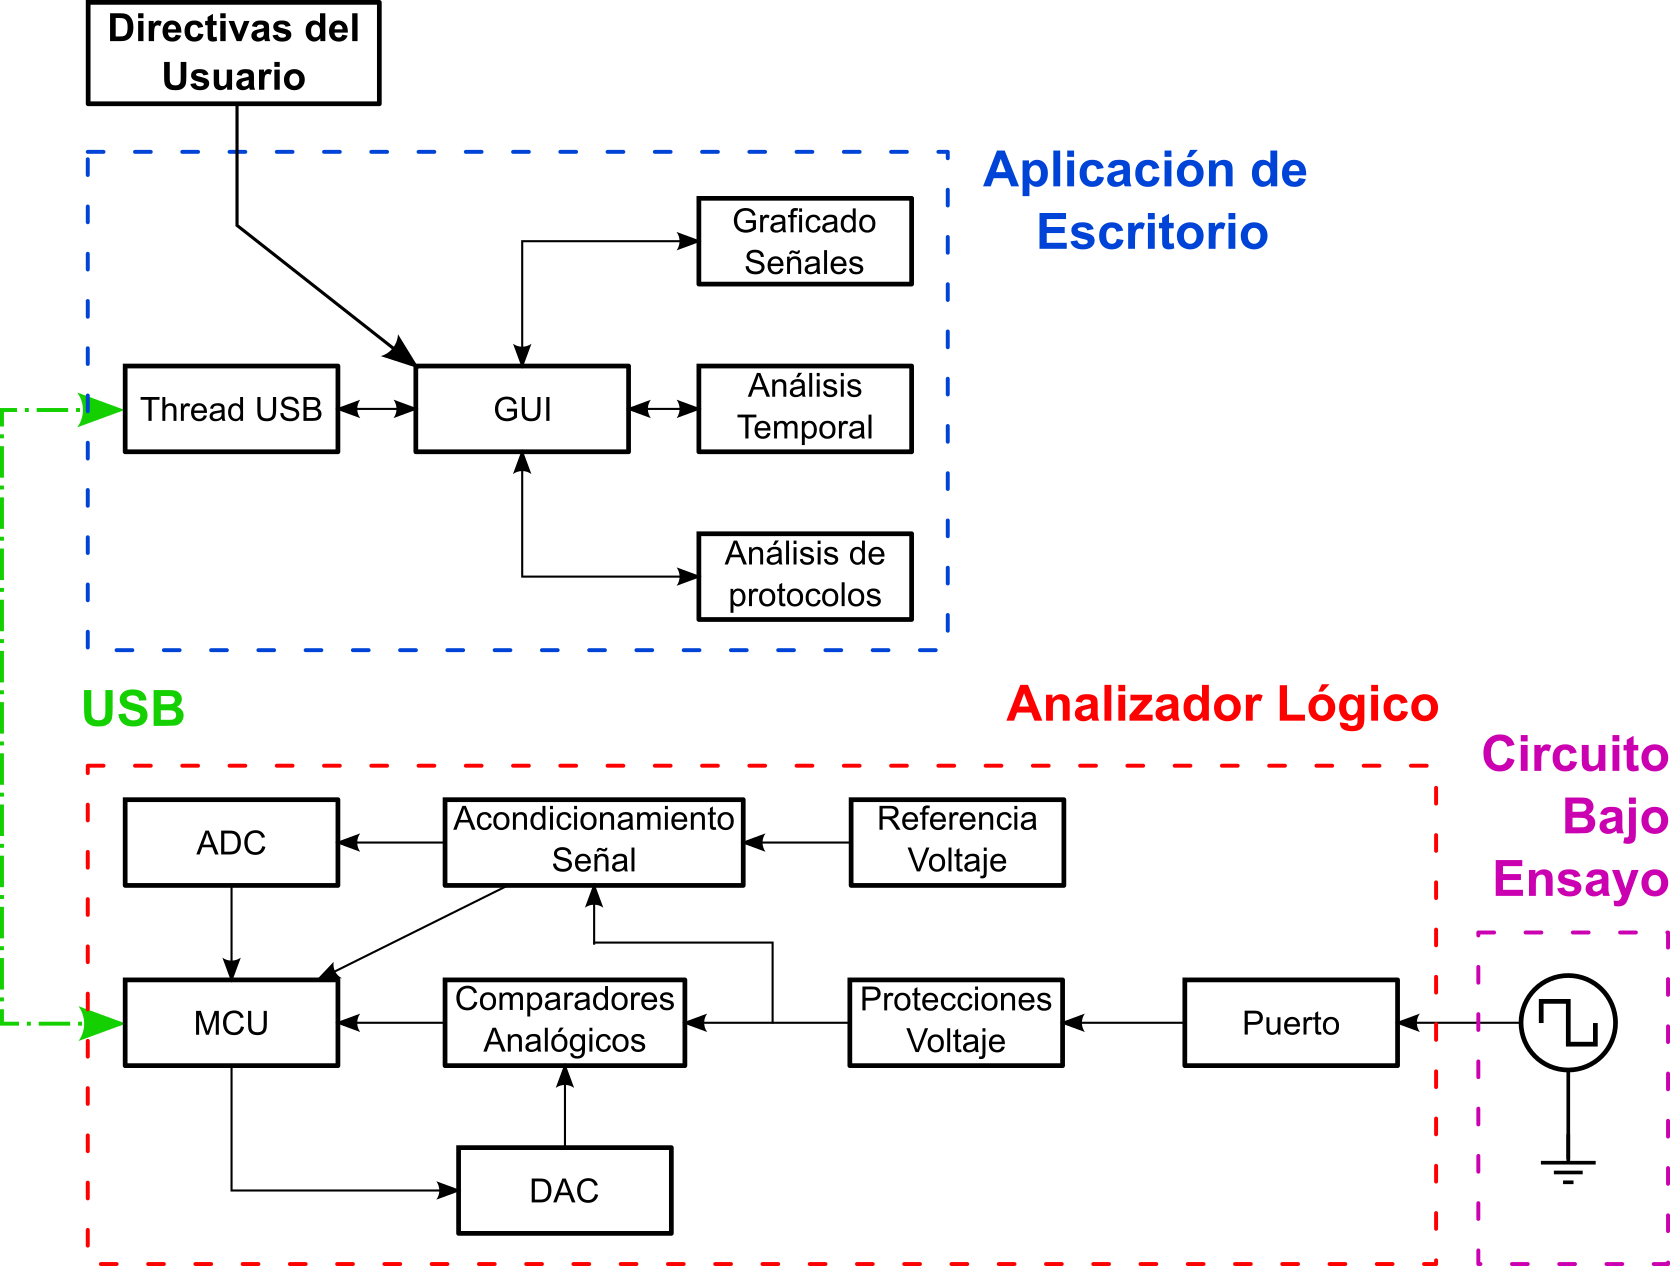 Directivas del
Usuario
Aplicación de
Escritorio
Graficado
Señales
Thread USB
GUI
Análisis
Temporal
Análisis de
protocolos
USB
Analizador Lógico
Circuito
Bajo
Ensayo
ADC
Acondicionamiento
Señal
Referencia
Voltaje
MCU
Comparadores
Analógicos
Protecciones
Voltaje
Puerto
DAC